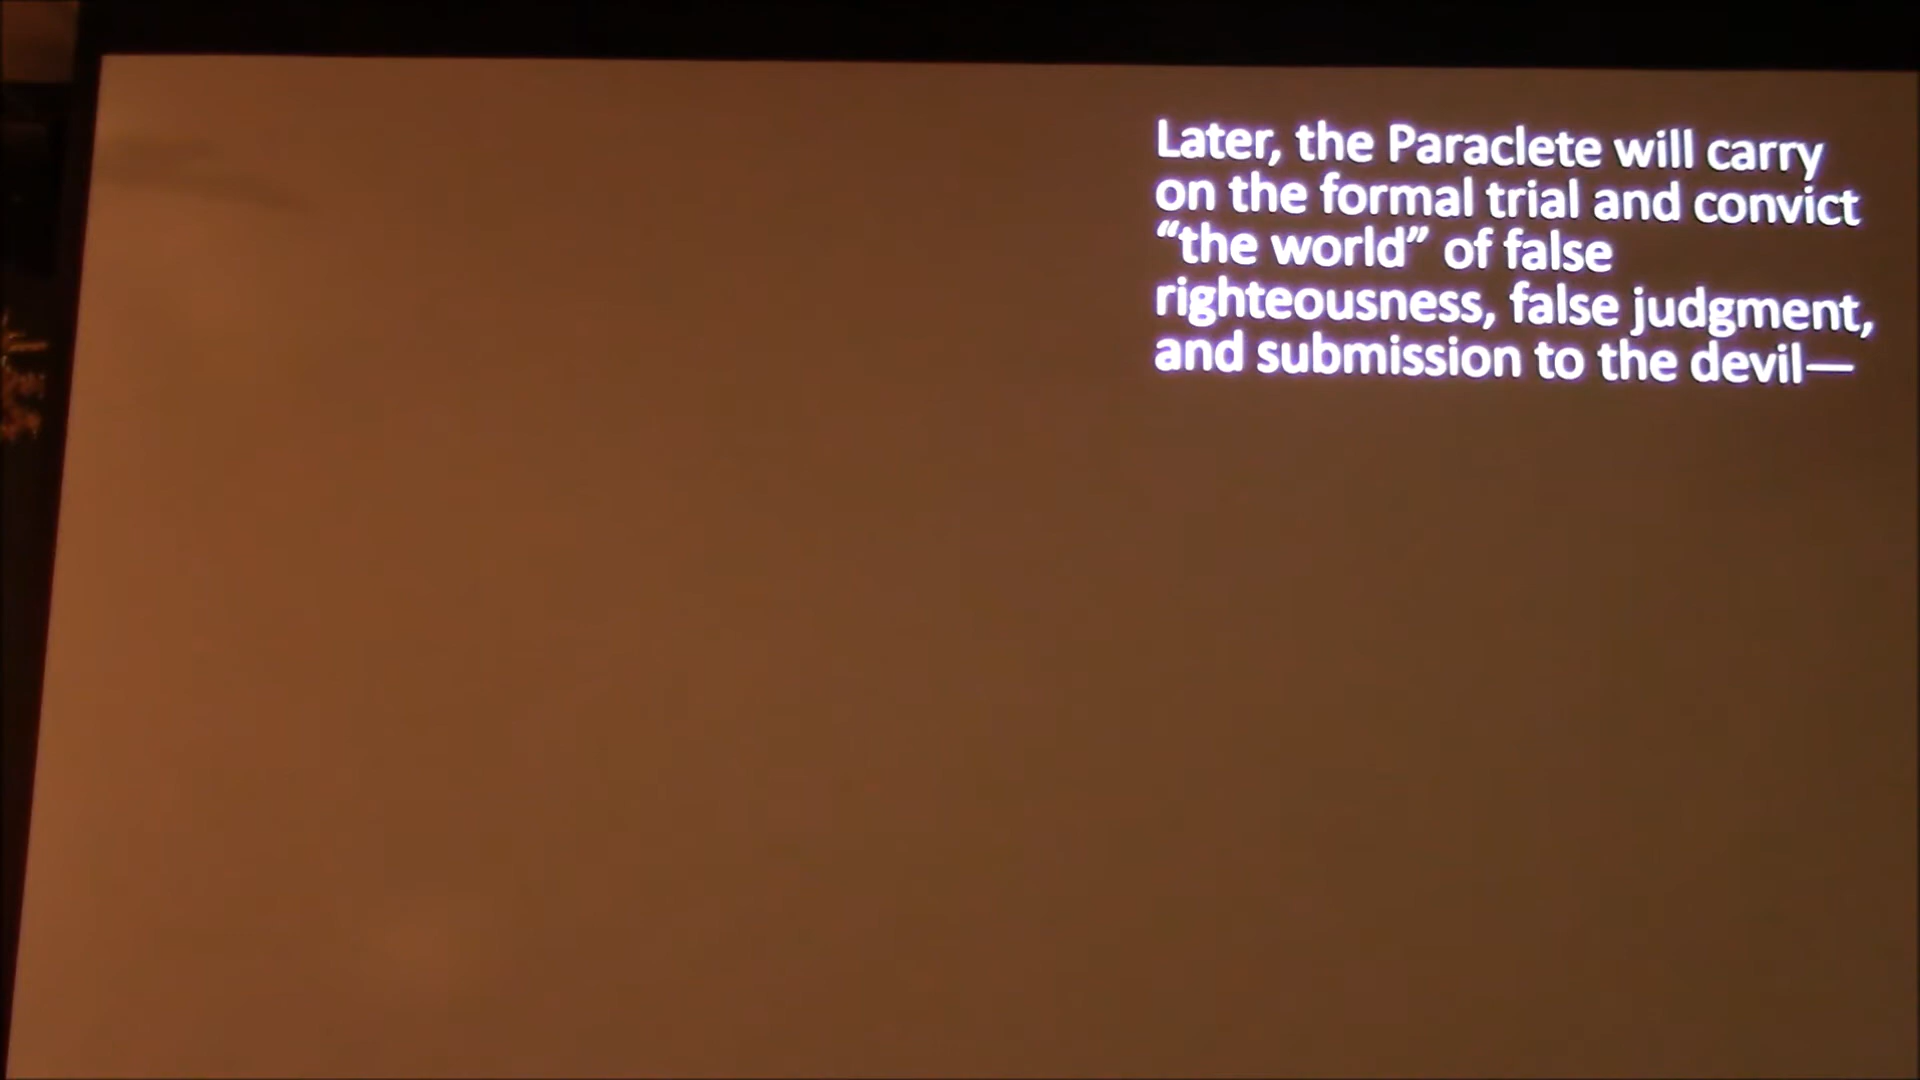 Later, the Paraclete will carry
on the formal trial and convict
“the world” of false
righteousness, false judgment,
and submission to the devil—